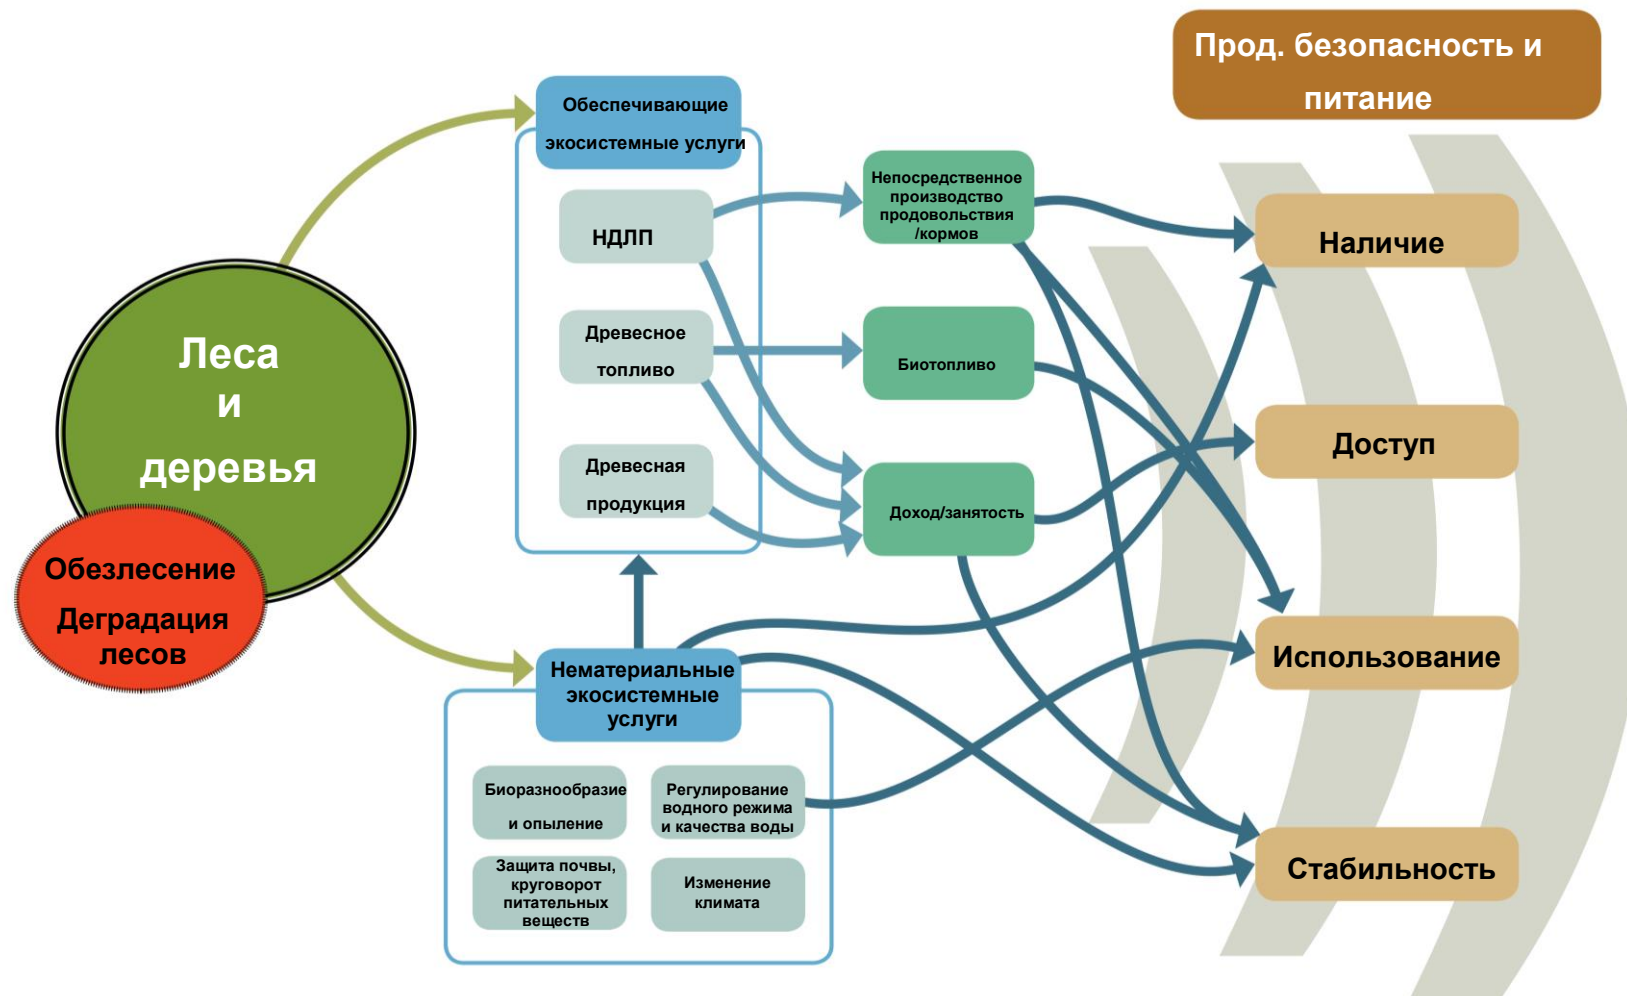 Прод. безопасность и
питание
Обеспечивающие
экосистемные услуги
НДЛП
Древесное
топливо
Древесная
продукция
Непосредственное
производство
продовольствия
/кормов
Биотопливо
Доход/занятость
Наличие
Доступ
Использование
Стабильность
Леса
и
деревья
Обезлесение
Деградация
лесов
Нематериальные
экосистемные
услуги
Биоразнообразие
и опыление
Регулирование
водного режима
и качества воды
Защита почвы,
круговорот
питательных
веществ
Изменение
климата